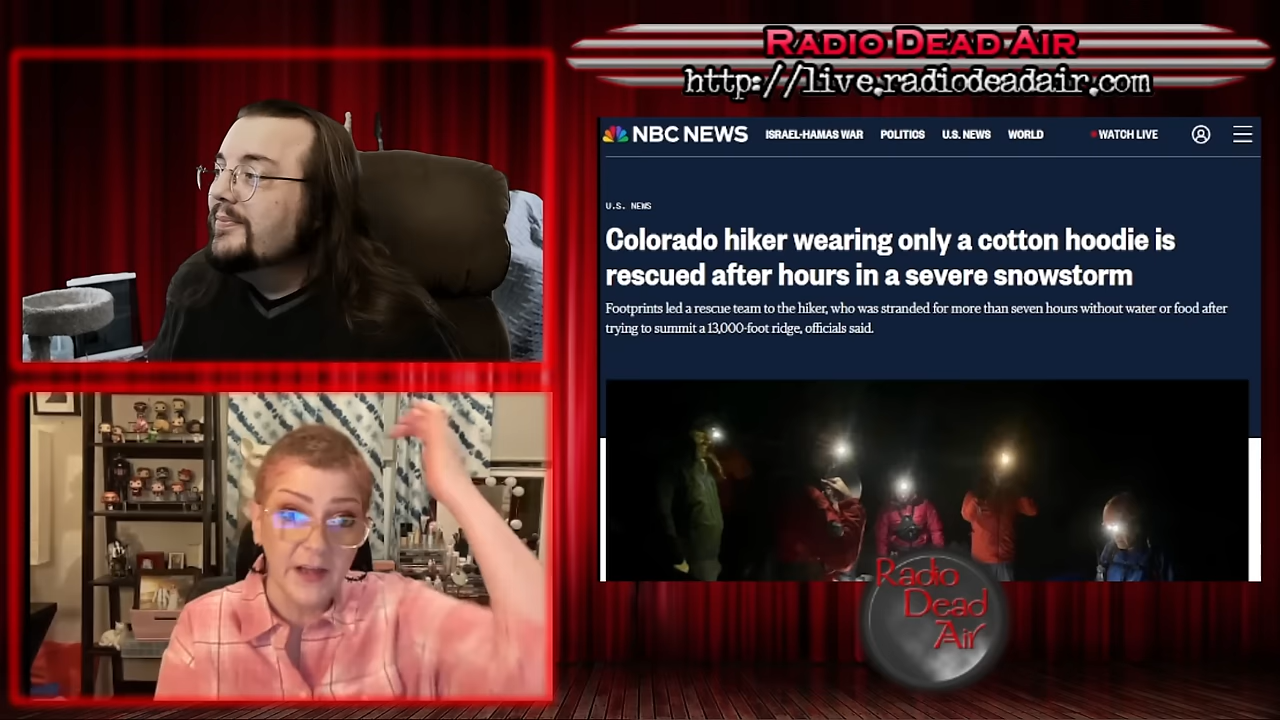 RADIO DEAD AIR
http://live.radiodeadair.com
NBC NEWS ISRAEL-HAMAS WAR POLITICS U.S. NEWS WORLD WATCH LIVE
U.S. NEWS
Colorado hiker wearing only a cotton hoodie is
rescued after hours in a severe snowstorm
Footprints led a rescue team to the hiker, who was stranded for more than seven hours without water or food after
trying to summit a 13,000-foot ridge, officials said.
Radio
Dead
Air